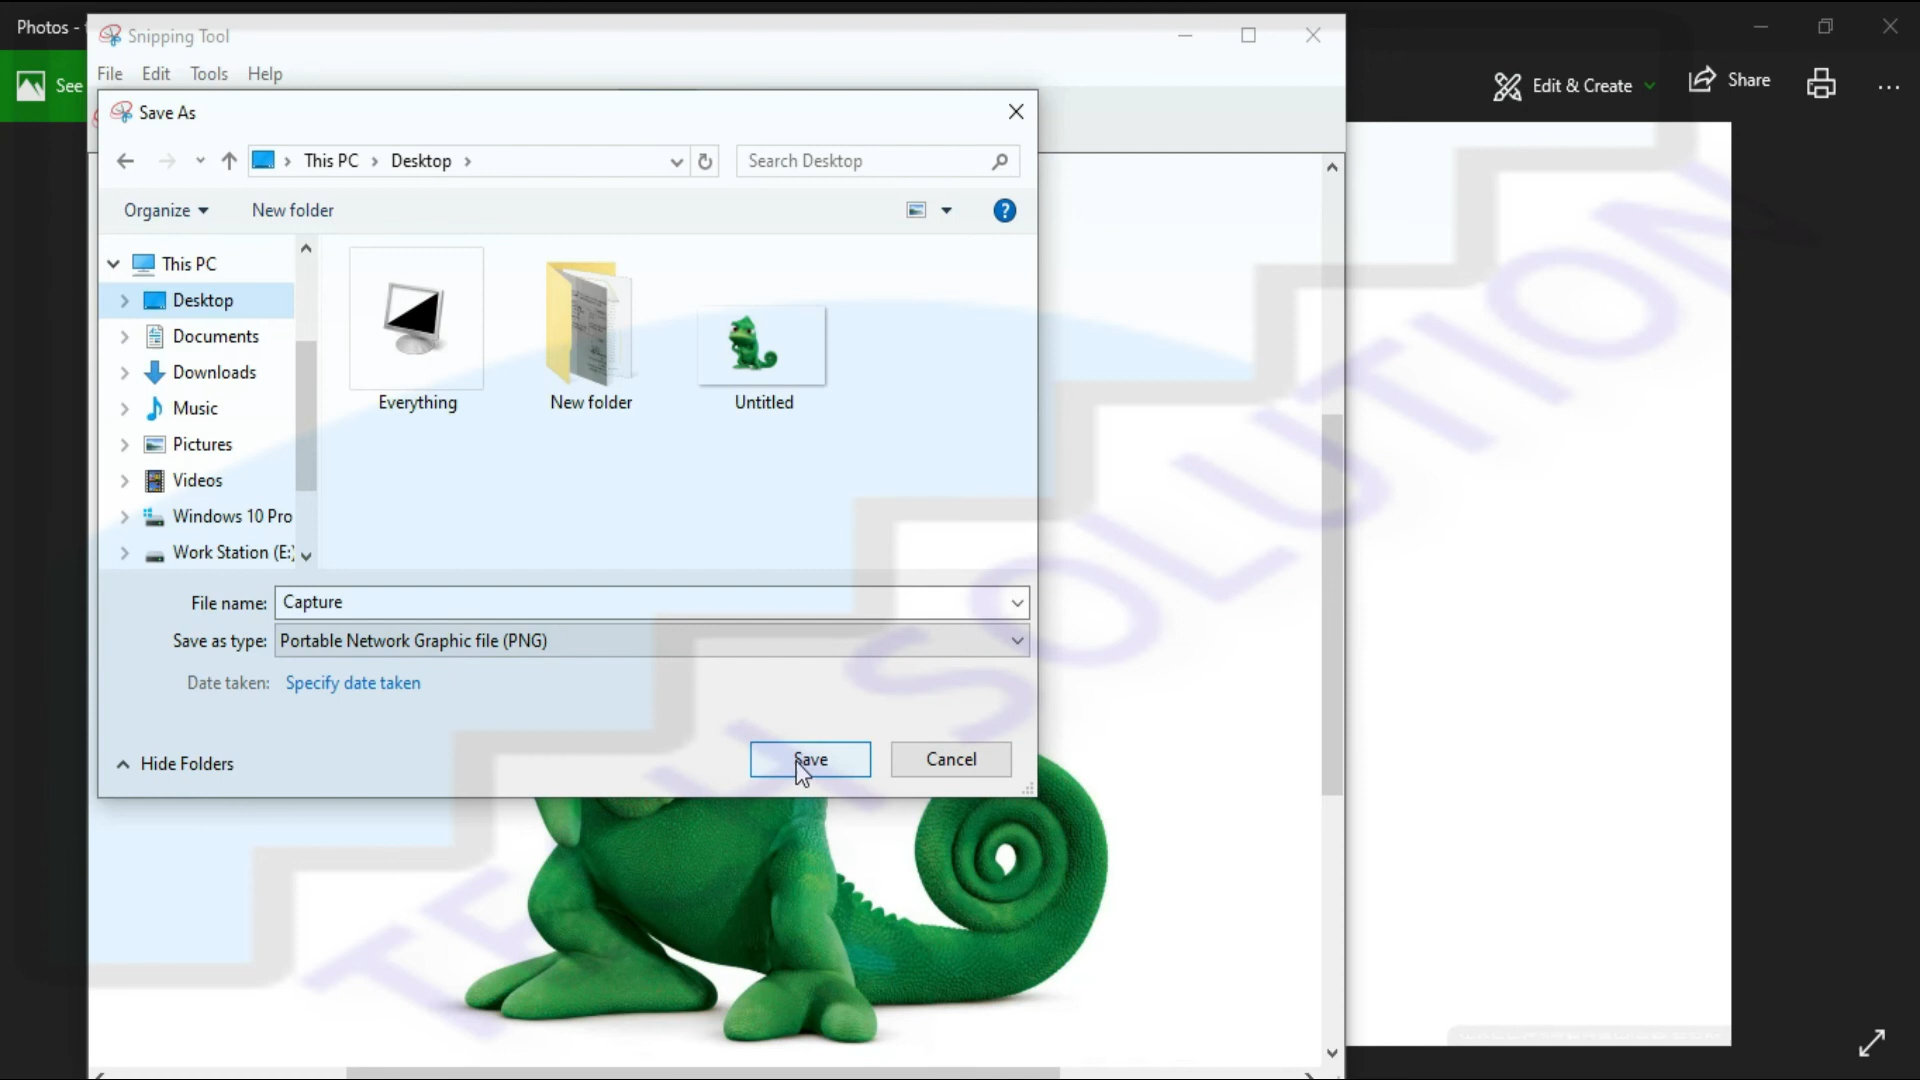 Photos -
Snipping Tool
File Edit Tools Help
See
Edit & Create
Share
Save As
This PC
Desktop
Search Desktop
Organize
New folder
This PC
Desktop
Documents
Downloads
Music
Pictures
Videos
Windows 10 Pro
Work Station (E:)
Everything
New folder
Untitled
File name: Capture
Save as type: Portable Network Graphic file (PNG)
Date taken: Specify date taken
Hide Folders
Save
Cancel
SOLUTION